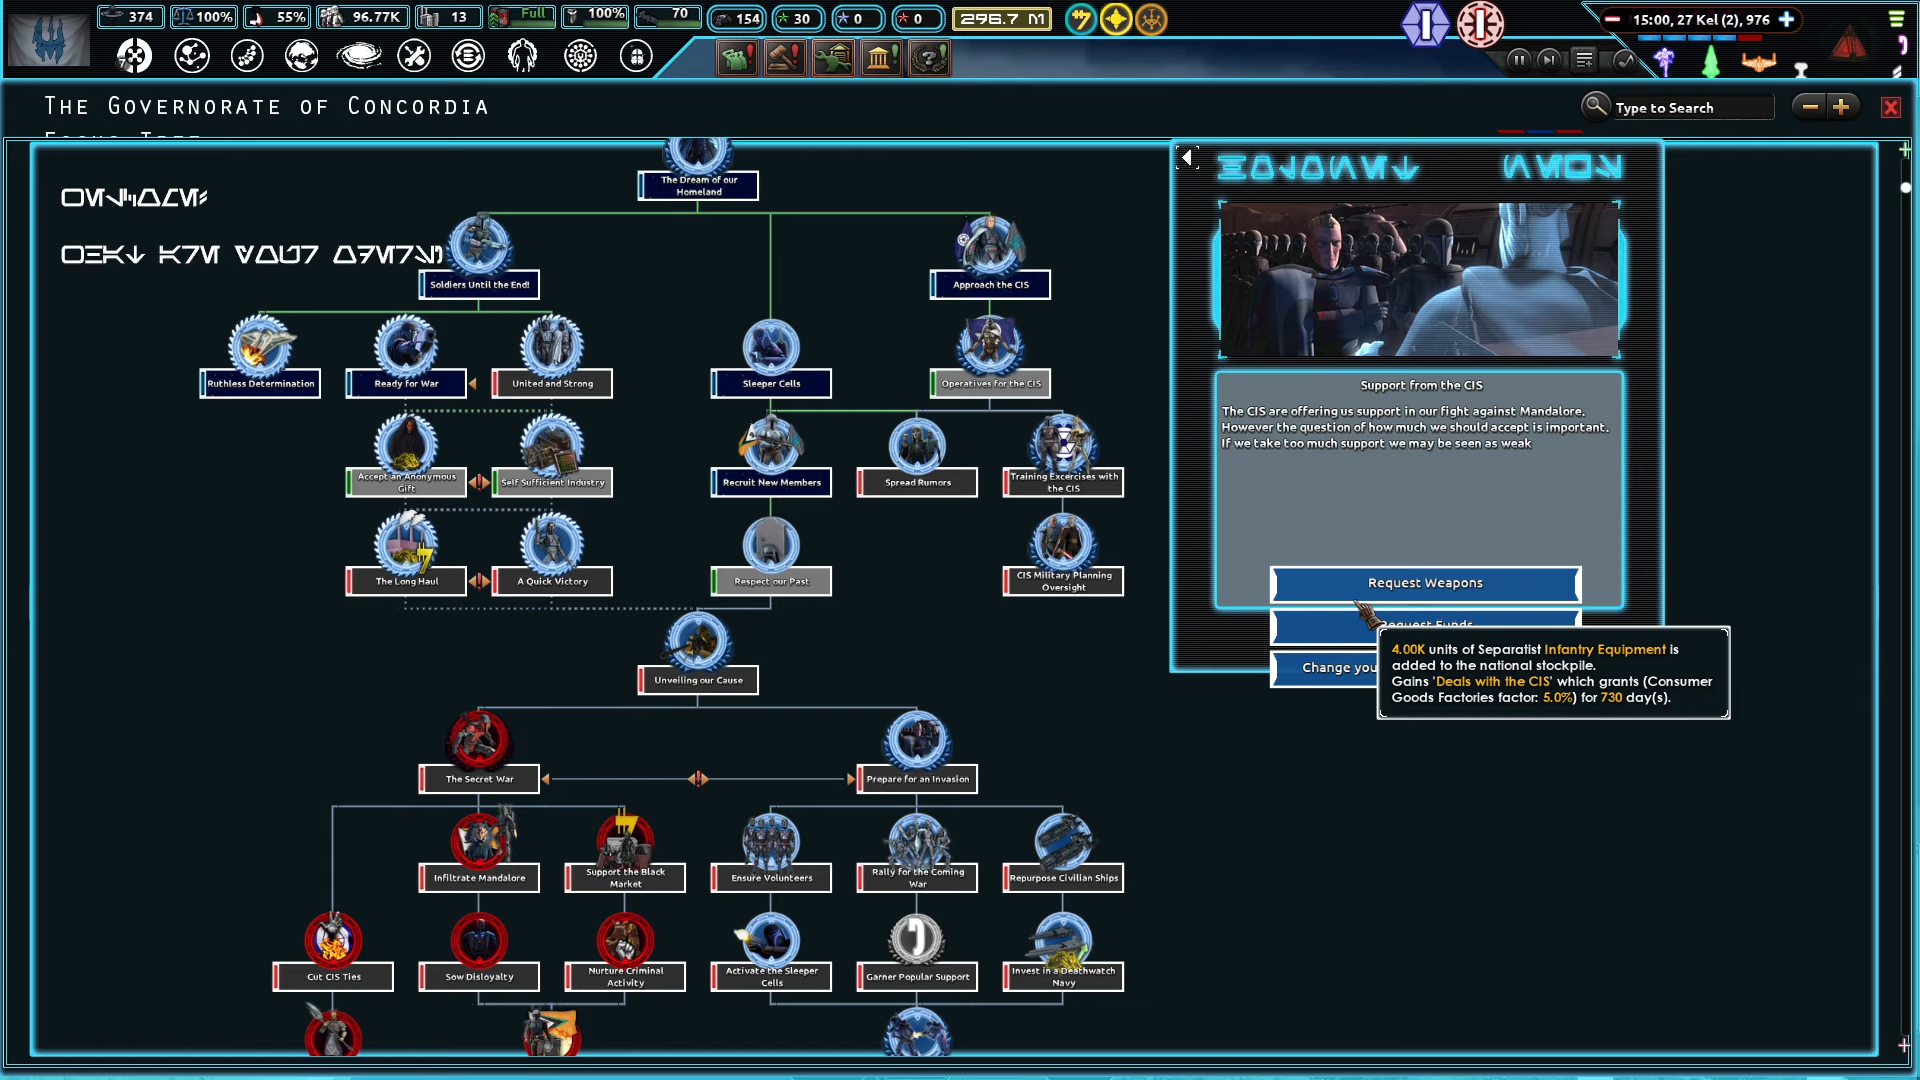 374
100%
55%
96.77K
13
Full
100%
70
154
30
0
0
296.7 M
15:00, 27 Kel (2), 976
7
The Governorate of Concordia
Focus Tree
Type to Search
The Dream of our
Homeland
Soldiers Until the End!
Approach the CIS
Ruthless Determination
Ready for War
United and Strong
Sleeper Cells
Operatives for the CIS
Accept an Anonymous
Gift
Self Sufficient Industry
Recruit New Members
Spread Rumors
Training Excercises with
the CIS
The Long Haul
A Quick Victory
Respect our Past
CIS Military Planning
Oversight
Unveiling our Cause
The Secret War
Prepare for an Invasion
Infiltrate Mandalore
Support the Black
Market
Ensure Volunteers
Rally for the Coming
War
Repurpose Civilian Ships
Cut CIS Ties
Sow Disloyalty
Nurture Criminal
Activity
Activate the Sleeper
Cells
Garner Popular Support
Invest in a Deathwatch
Navy
Support from the CIS
The CIS are offering us support in our fight against Mandalore.
However the question of how much we should accept is important.
If we take too much support we may be seen as weak
Request Weapons
Request Funds
Change you
4.00K units of Separatist Infantry Equipment is
added to the national stockpile.
Gains 'Deals with the CIS' which grants (Consumer
Goods Factories factor: 5.0%) for 730 day(s).